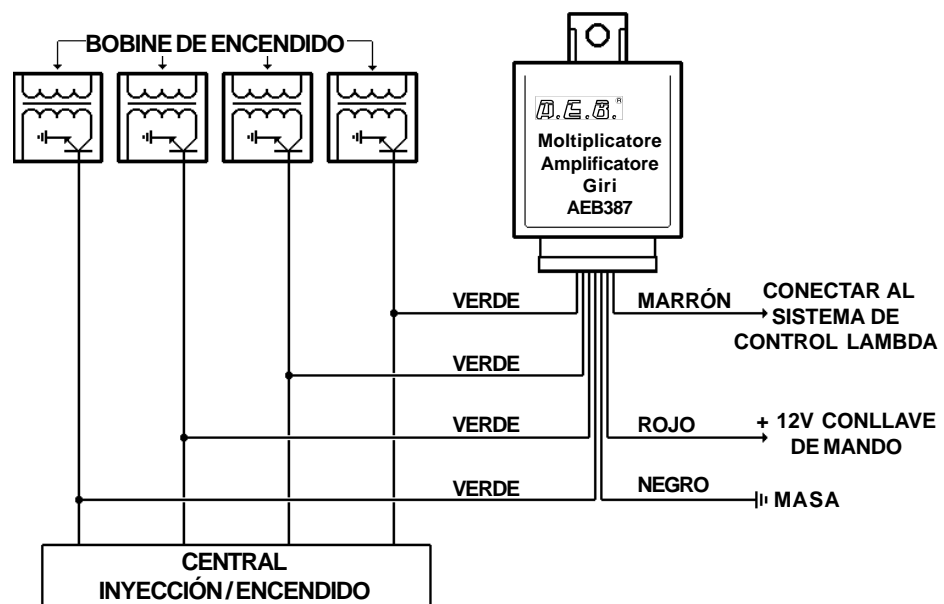 BOBINE DE ENCENDIDO
A.E.B.®
Moltiplicatore
Amplificatore
Giri
AEB387
VERDE
MARRÓN
CONECTAR AL
SISTEMA DE
CONTROL LAMBDA
VERDE
VERDE
ROJO
+ 12V CONLLAVE
DE MANDO
VERDE
NEGRO
MASA
CENTRAL
INYECCIÓN/ENCENDIDO